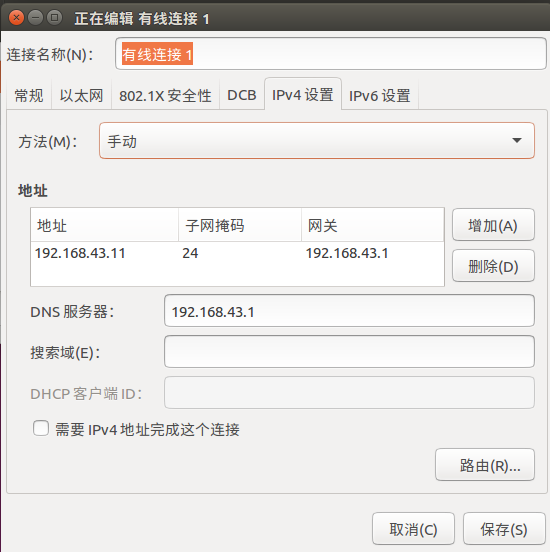 正在编辑 有线连接 1
连接名称(N): 有线连接 1
常规 以太网 802.1X 安全性 DCB IPv4 设置 IPv6 设置
方法(M): 手动
地址
地址 子网掩码 网关 增加(A)
192.168.43.11 24 192.168.43.1
删除(D)
DNS 服务器: 192.168.43.1
搜索域(E):
DHCP 客户端 ID:
需要 IPv4 地址完成这个连接
路由(R)...
取消(C) 保存(S)